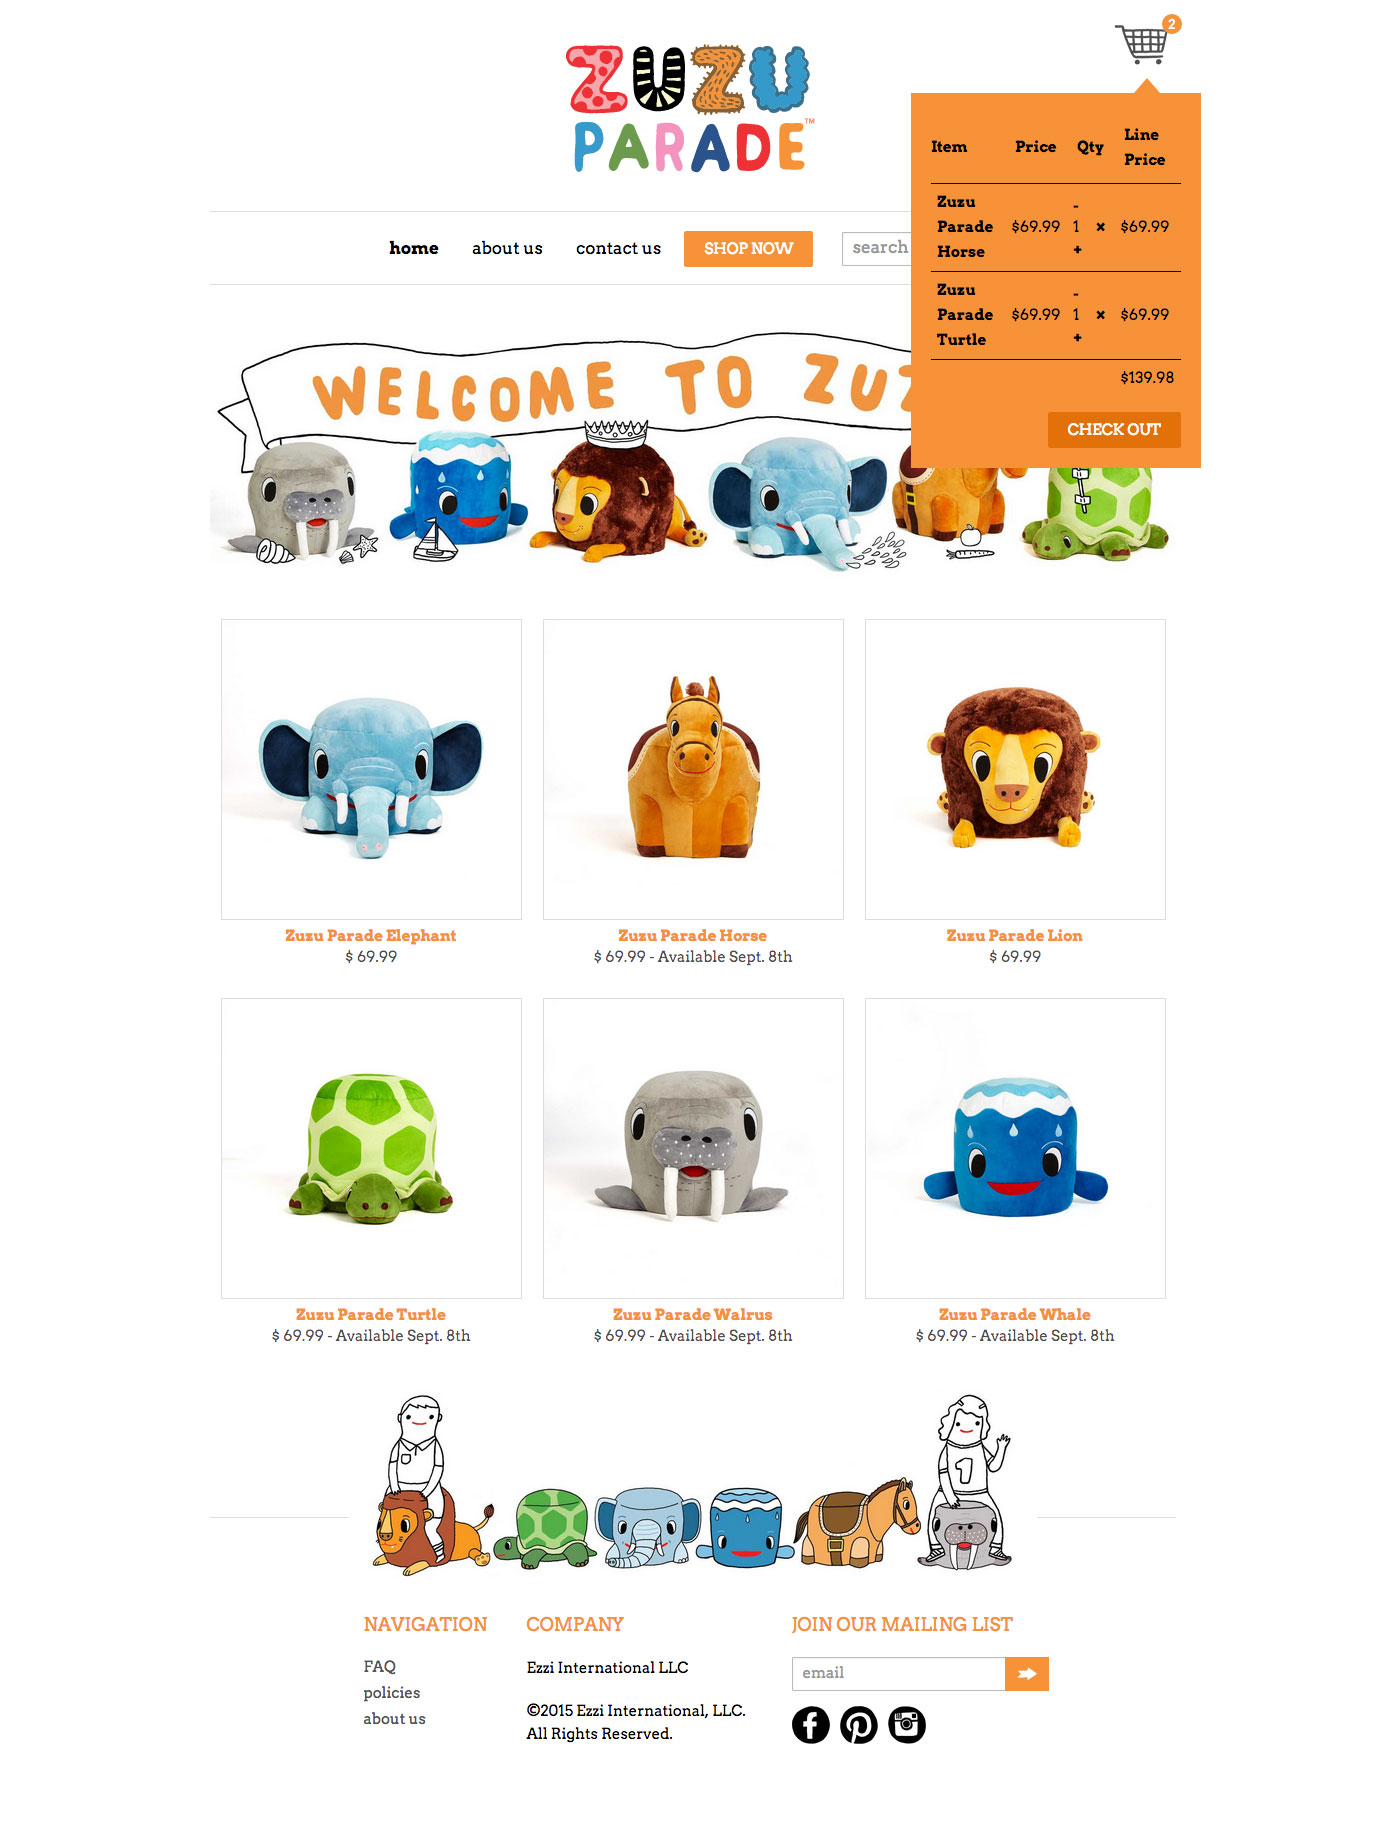 2
ZUZU
PARADE™
Item Price Qty Line Price
Zuzu Parade Horse $69.99 - 1 + × $69.99
Zuzu Parade Turtle $69.99 - 1 + × $69.99
$139.98
CHECK OUT
home about us contact us SHOP NOW search
WELCOME TO ZUZ
Zuzu Parade Elephant
$ 69.99
Zuzu Parade Horse
$ 69.99 - Available Sept. 8th
Zuzu Parade Lion
$ 69.99
Zuzu Parade Turtle
$ 69.99 - Available Sept. 8th
Zuzu Parade Walrus
$ 69.99 - Available Sept. 8th
Zuzu Parade Whale
$ 69.99 - Available Sept. 8th
1
NAVIGATION
FAQ
policies
about us
COMPANY
Ezzi International LLC
©2015 Ezzi International, LLC.
All Rights Reserved.
JOIN OUR MAILING LIST
email